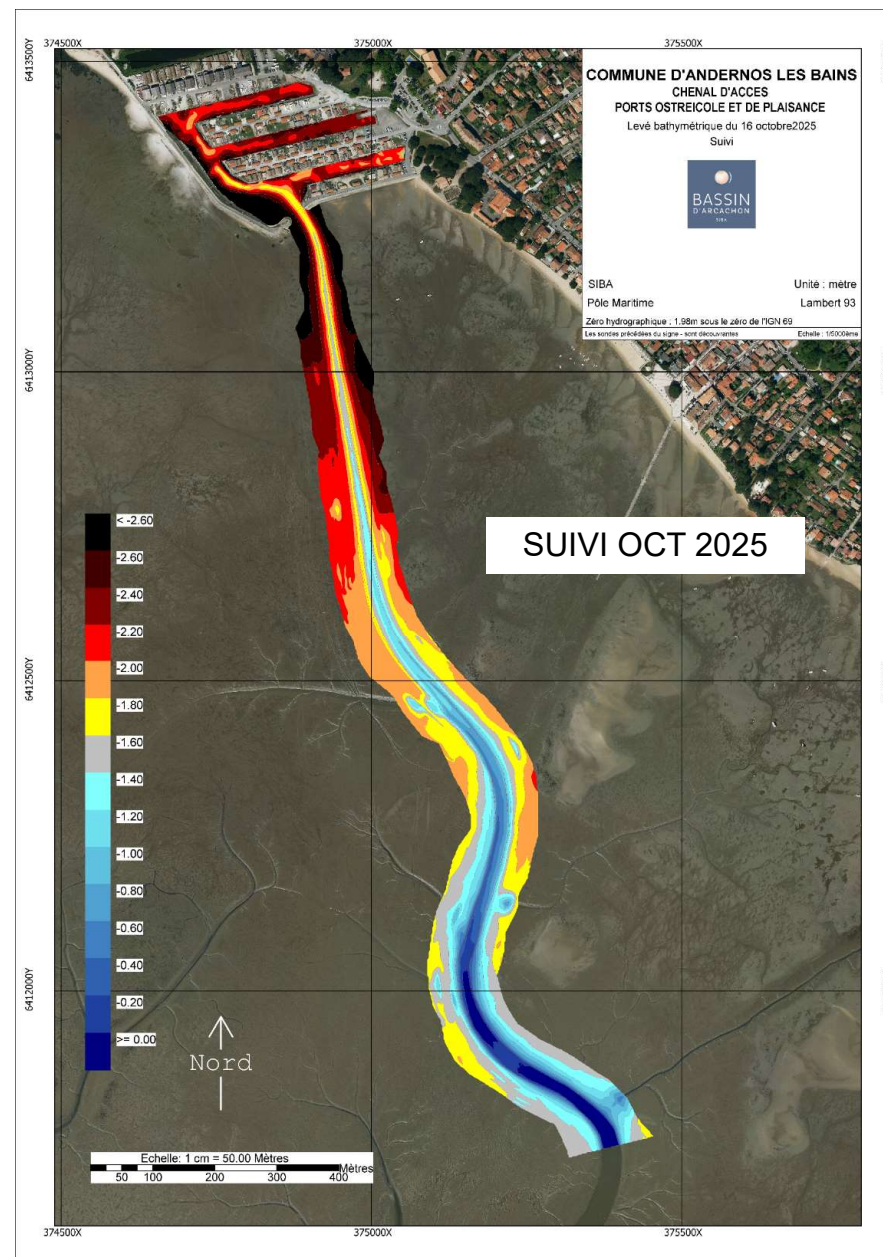 374500X
375000X
375500X
6413500Y
COMMUNE D'ANDERNOS LES BAINS
CHENAL D'ACCES
PORTS OSTREICOLE ET DE PLAISANCE
Levé bathymétrique du 16 octobre2025
Suivi
BASSIN
D'ARCACHON
SIBA
SIBA
Unité : mètre
Pôle Maritime
Lambert 93
Zéro hydrographique : 1.98m sous le zéro de l'IGN 69
Les sondes précédées du signe - sont découvrantes
Echelle : 1/5000ème
6413000Y
SUIVI OCT 2025
< -2.60
-2.60
-2.40
-2.20
-2.00
-1.80
-1.60
-1.40
-1.20
-1.00
-0.80
-0.60
-0.40
-0.20
>= 0.00
6412500Y
6412000Y
Nord
Echelle: 1 cm = 50.00 Mètres
Mètres
50 100 200 300 400
374500X
375000X
375500X